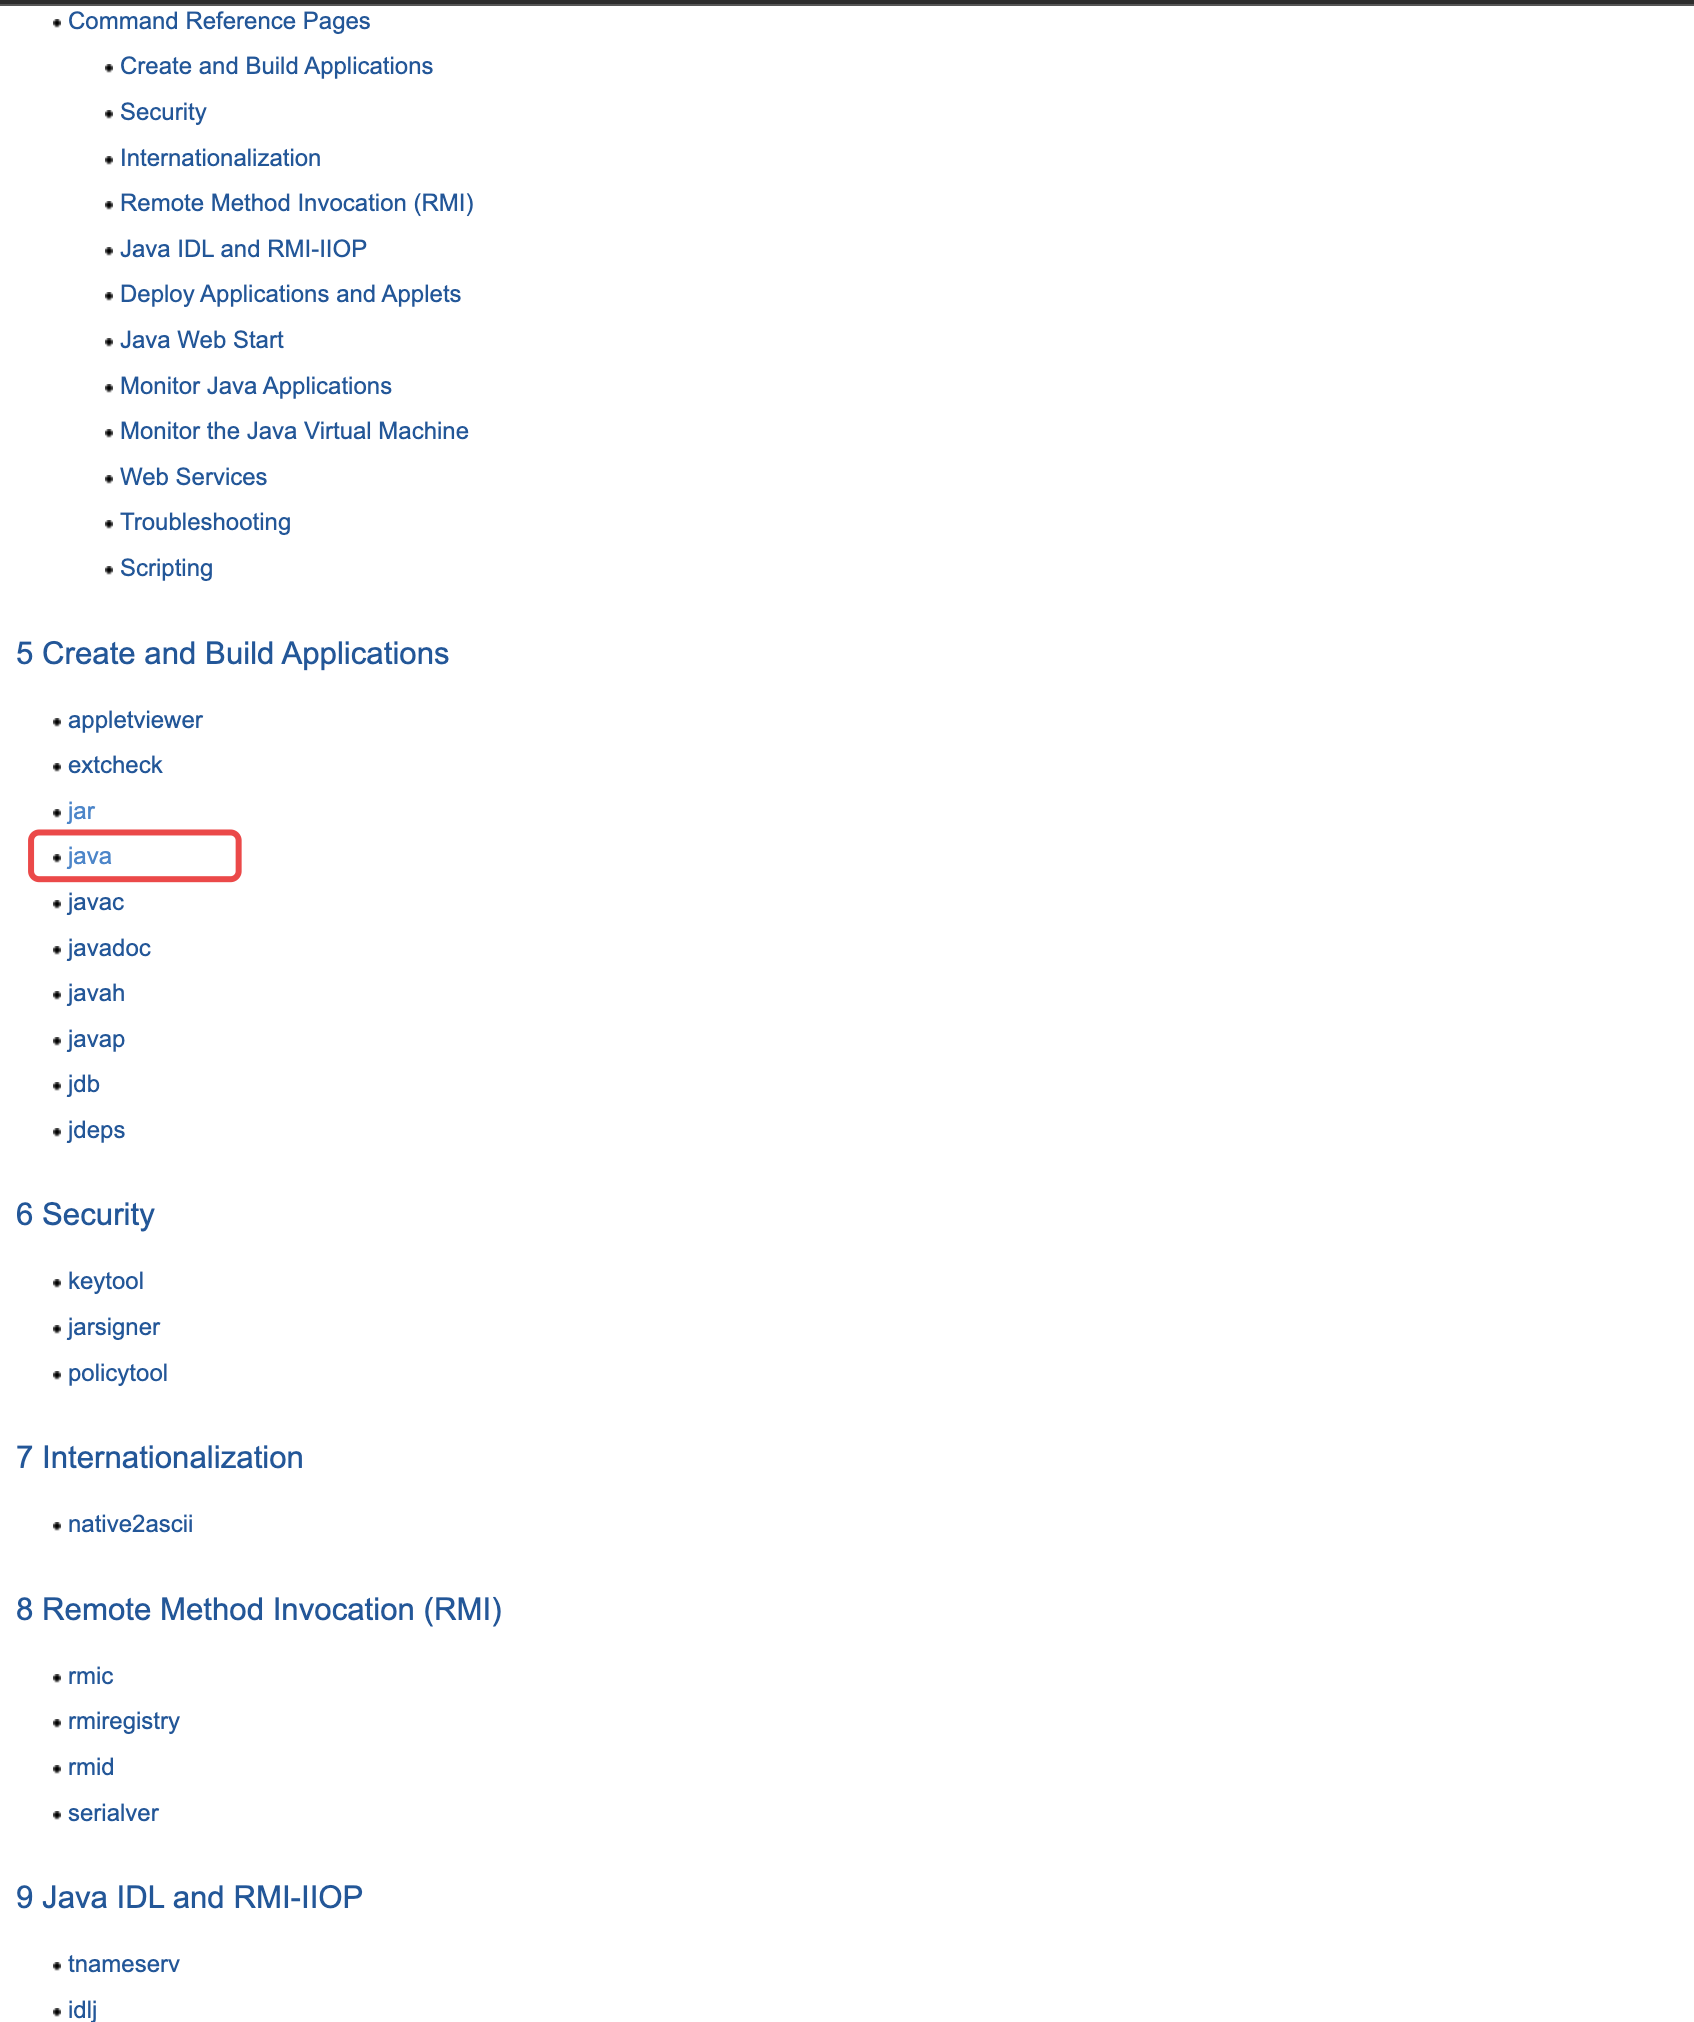 Command Reference Pages
Create and Build Applications
Security
Internationalization
Remote Method Invocation (RMI)
Java IDL and RMI-IIOP
Deploy Applications and Applets
Java Web Start
Monitor Java Applications
Monitor the Java Virtual Machine
Web Services
Troubleshooting
Scripting
5 Create and Build Applications
appletviewer
extcheck
jar
java
javac
javadoc
javah
javap
jdb
jdeps
6 Security
keytool
jarsigner
policytool
7 Internationalization
native2ascii
8 Remote Method Invocation (RMI)
rmic
rmiregistry
rmid
serialver
9 Java IDL and RMI-IIOP
tnameserv
idlj